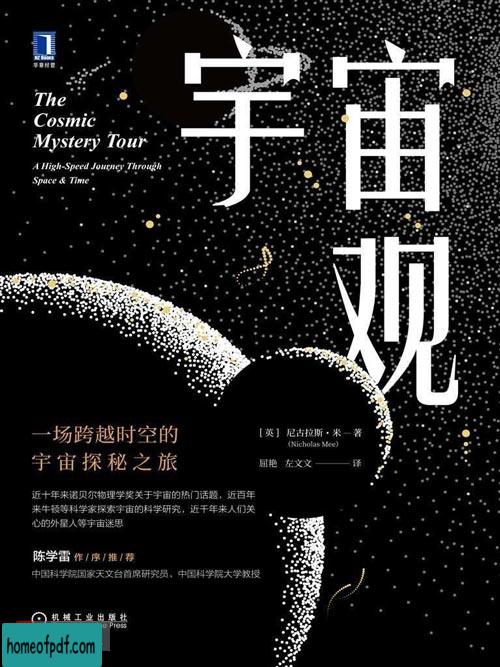 HZ BOOKS
华章经管
The
Cosmic
Mystery Tour
A High-Speed Journey Through
Space & Time
宇宙
观
一场跨越时空的
宇宙探秘之旅
[英] 尼古拉斯·米——著
(Nicholas Mee)
屈艳 左文文————译
近十年来诺贝尔物理学奖关于宇宙的热门话题，近百年
来牛顿等科学家探索宇宙的科学研究，近千年来人们关
心的外星人等宇宙迷思
陈学雷 作/序/推/荐
中国科学院国家天文台首席研究员、中国科学院大学教授
机械工业出版社
Press
homeofpdf.com